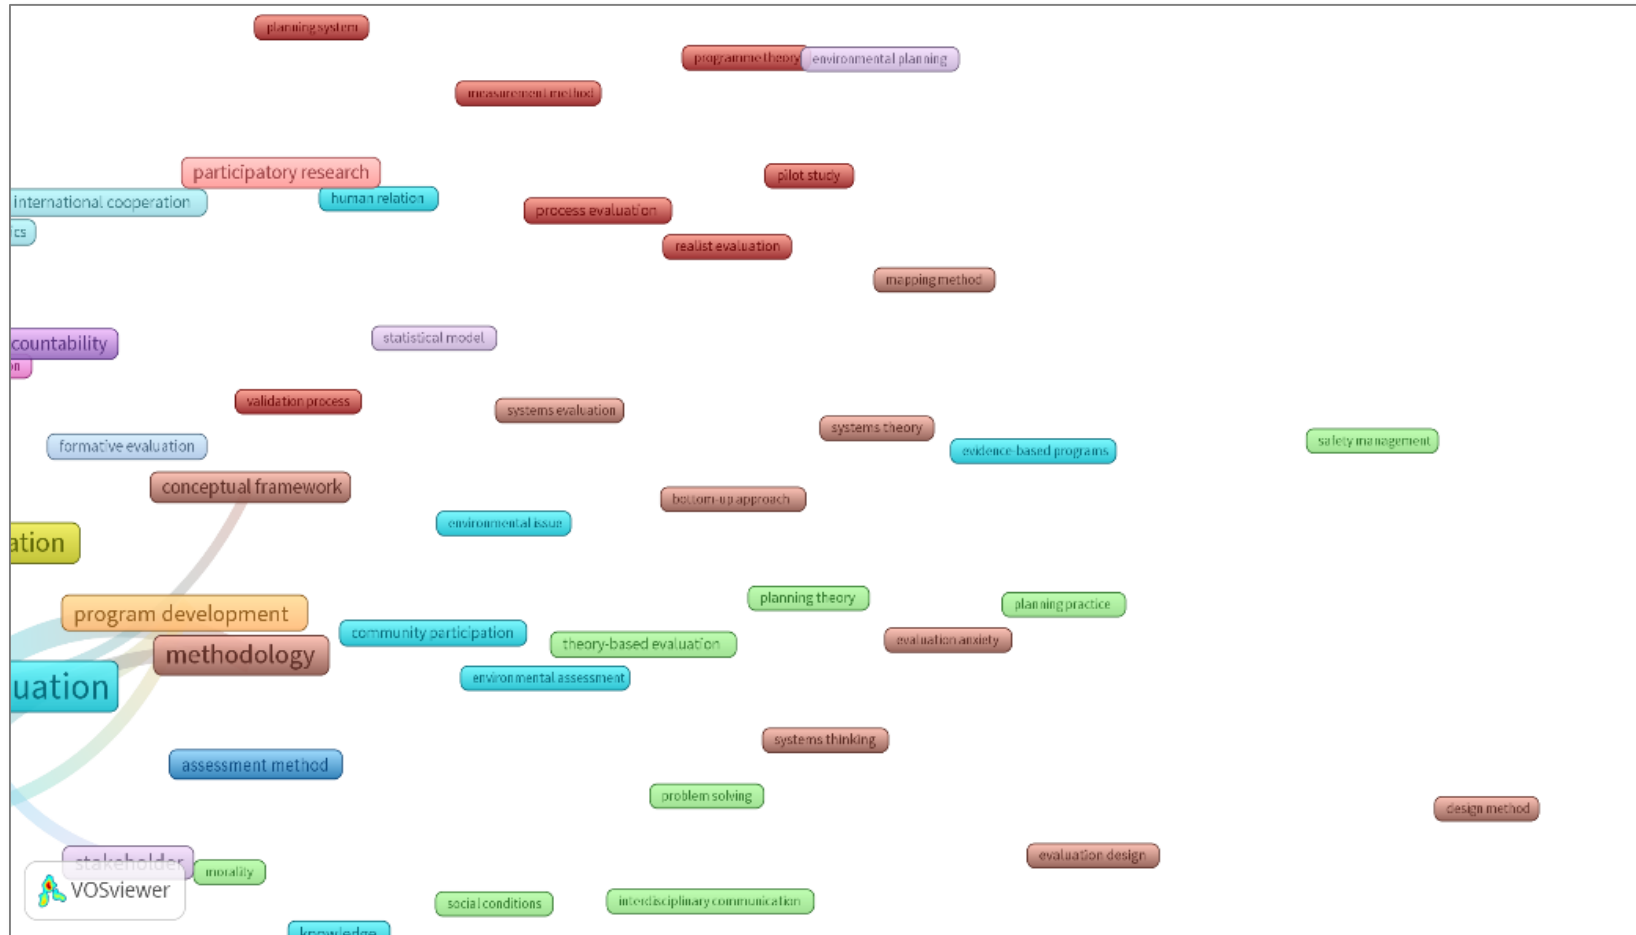 planning system
programme theory
environmental planning
measurement method
participatory research
pilot study
international cooperation
human relation
process evaluation
ics
realist evaluation
mapping method
statistical model
countability
on
validation process
systems evaluation
systems theory
safety management
formative evaluation
evidence-based programs
conceptual framework
bottom-up approach
environmental issue
ation
planning theory
planning practice
program development
community participation
theory-based evaluation
evaluation anxiety
methodology
environmental assessment
uation
systems thinking
assessment method
problem solving
design method
evaluation design
stakeholder
morality
VOSviewer
social conditions
interdisciplinary communication
knowledge